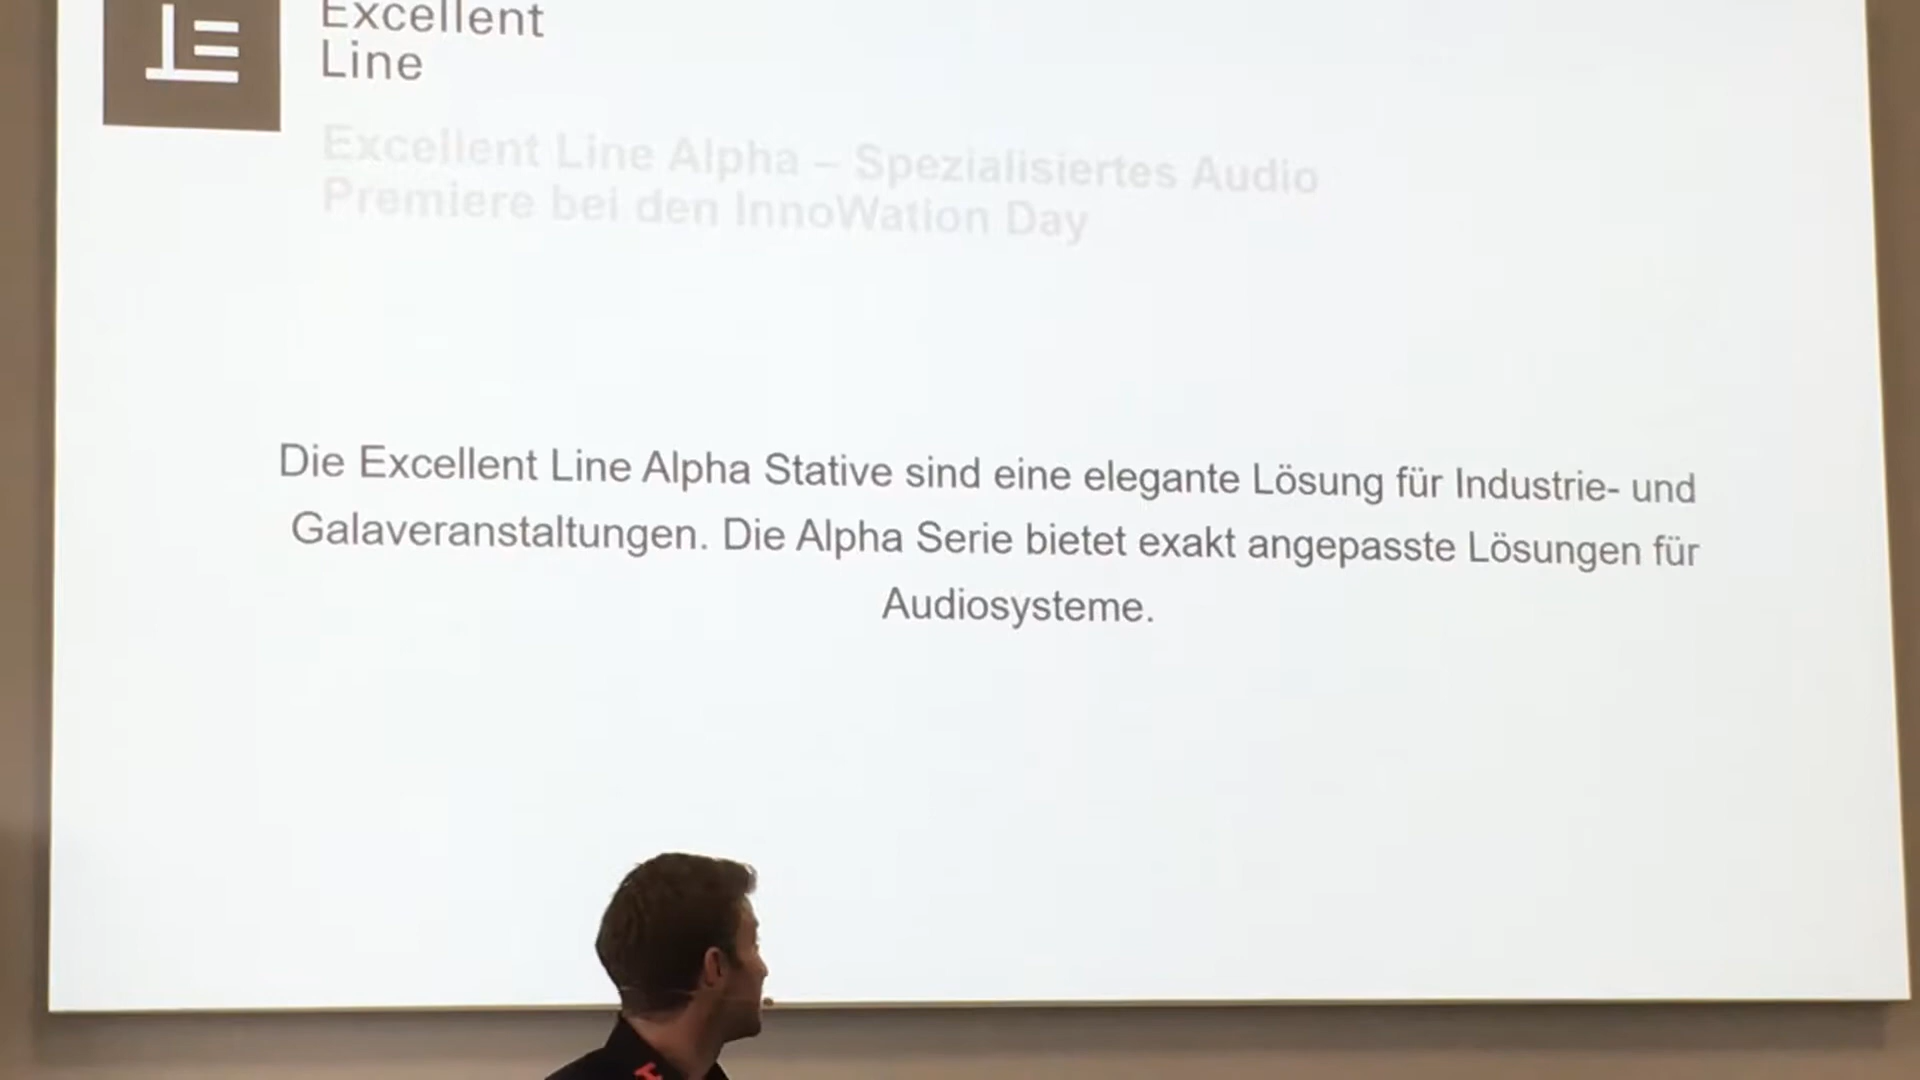 Excellent
Line
Excellent Line Alpha – Spezialisiertes Audio
Premiere bei den InnoWation Day
Die Excellent Line Alpha Stative sind eine elegante Lösung für Industrie- und
Galaveranstaltungen. Die Alpha Serie bietet exakt angepasste Lösungen für
Audiosysteme.